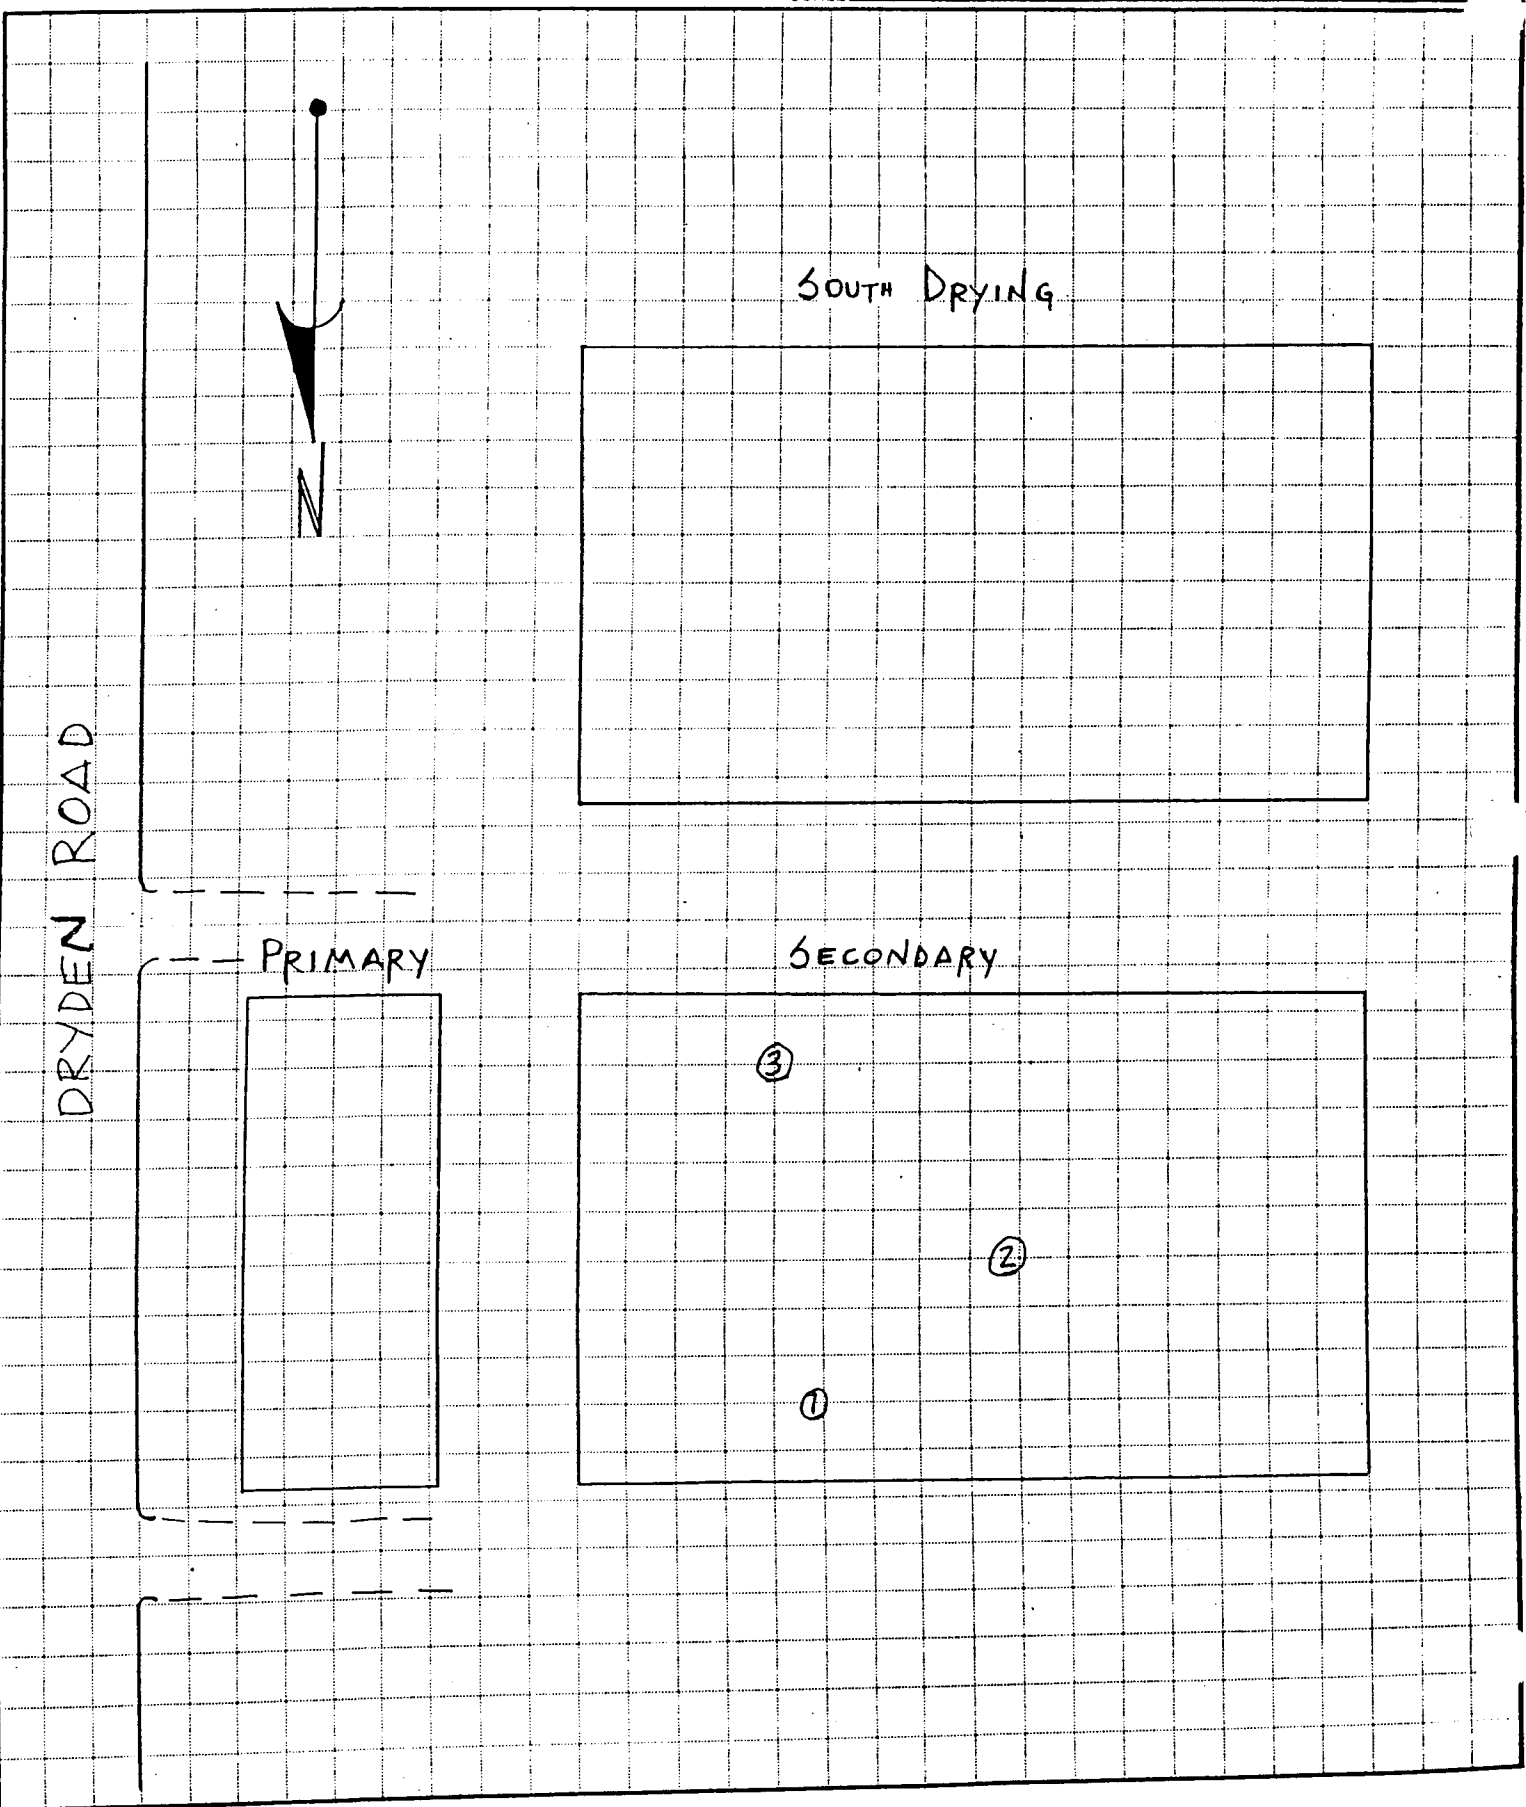 SOUTH DRYING
N
DRYDEN ROAD
PRIMARY
SECONDARY
3
2
1